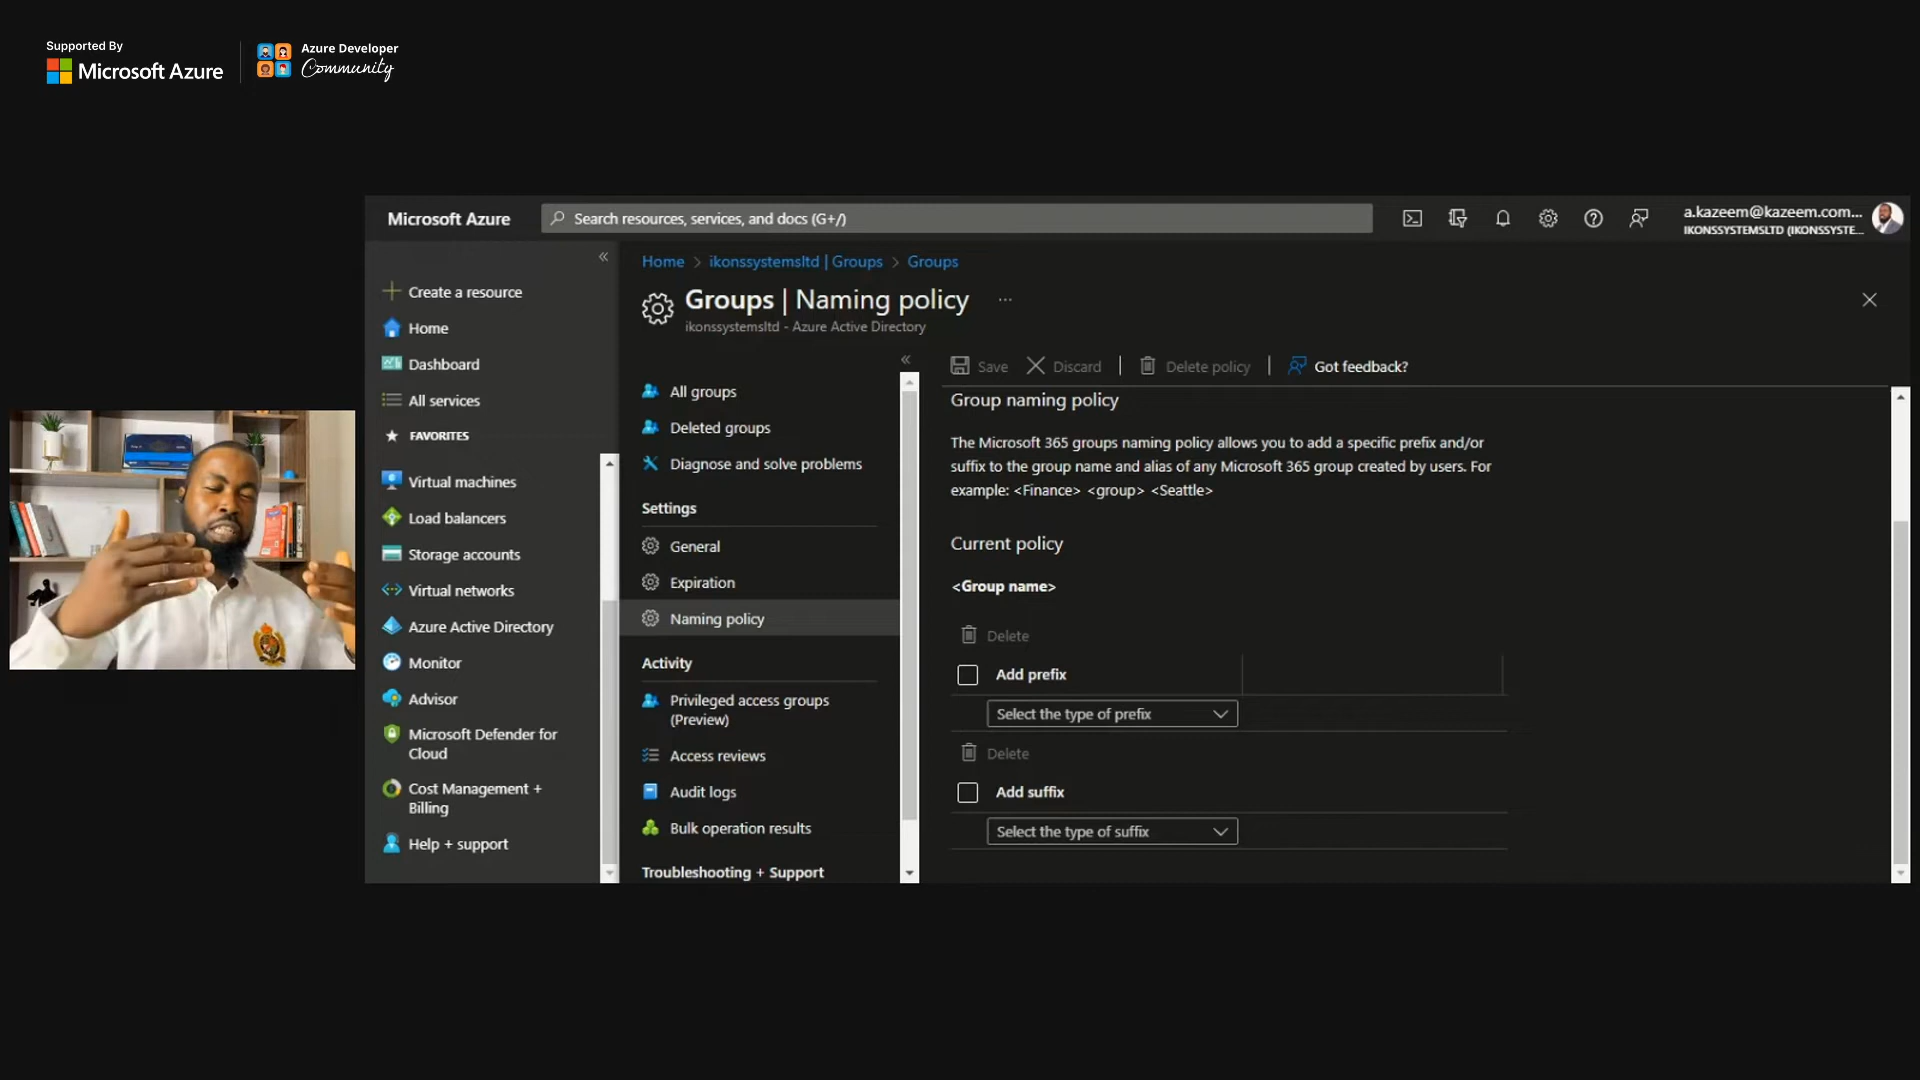 Supported By
Microsoft Azure
Azure Developer
Community
Microsoft Azure
Search resources, services, and docs (G+/)
a.kazeem@kazeem.com...
IKONSSYSTEMSLTD (IKONSSYSTE...
Create a resource
Home
Dashboard
All services
FAVORITES
Virtual machines
Load balancers
Storage accounts
Virtual networks
Azure Active Directory
Monitor
Advisor
Microsoft Defender for
Cloud
Cost Management +
Billing
Help + support
Home > ikonssystemsltd | Groups > Groups
Groups | Naming policy ...
ikonssystemsltd - Azure Active Directory
All groups
Deleted groups
Diagnose and solve problems
Settings
General
Expiration
Naming policy
Activity
Privileged access groups
(Preview)
Access reviews
Audit logs
Bulk operation results
Troubleshooting + Support
Save Discard | Delete policy | Got feedback?
Group naming policy
The Microsoft 365 groups naming policy allows you to add a specific prefix and/or
suffix to the group name and alias of any Microsoft 365 group created by users. For
example: <Finance> <group> <Seattle>
Current policy
<Group name>
Delete
Add prefix
Select the type of prefix
Delete
Add suffix
Select the type of suffix